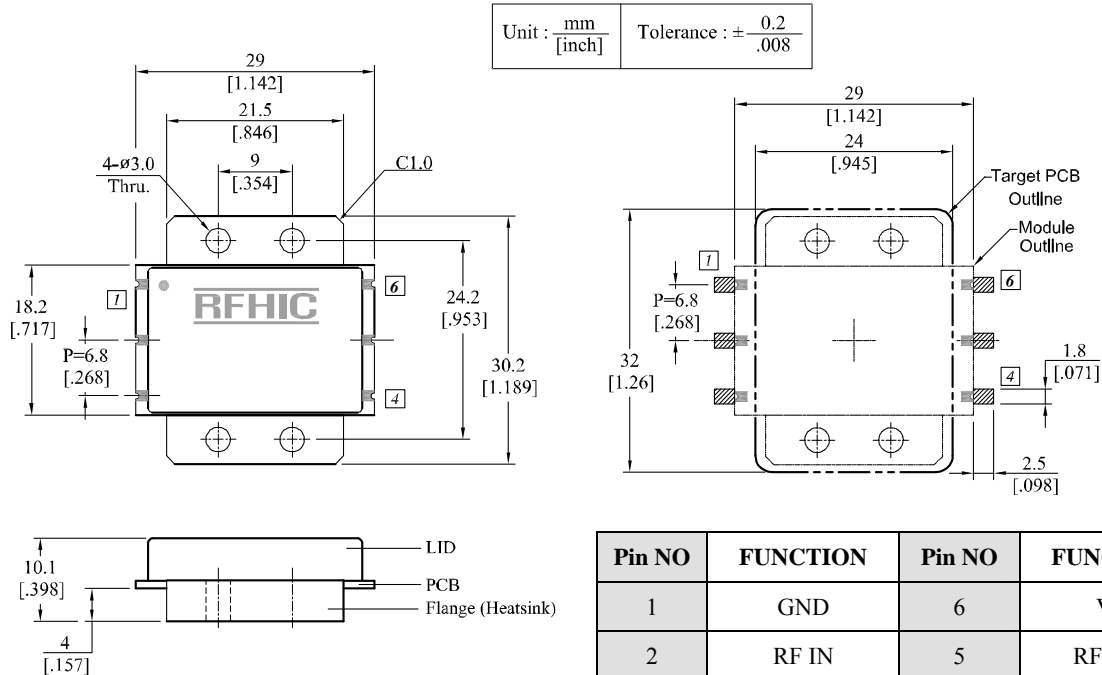 Unit : mm [inch] Tolerance : ± 0.2 .008
29
[1.142]
21.5
[.846]
4-ø3.0
Thru.
9
[.354]
C1.0
18.2
[.717]
1
RFHIC
6
P=6.8
[.268]
4
24.2
[.953]
30.2
[1.189]
29
[1.142]
24
[.945]
Target PCB
Outline
Module
Outline
1
6
P=6.8
[.268]
32
[1.26]
4
1.8
[.071]
2.5
[.098]
10.1
[.398]
4
[.157]
LID
PCB
Flange (Heatsink)
Pin NO FUNCTION Pin NO
1 GND 6
2 RF IN 5 RF